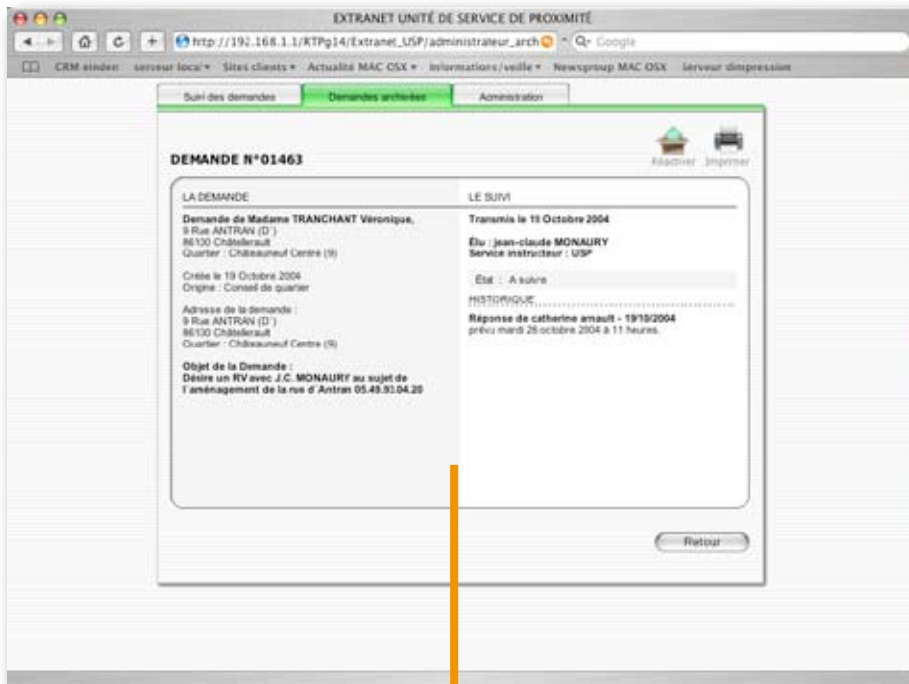 EXTRANET UNITÉ DE SERVICE DE PROXIMITÉ
http://192.168.1.1/RTPg14/Extranet_USP/administrateur_arch
Google
CRM einden serveur local Sites clients Actualité MAC OSX Informations/veille Newsgroup MAC OSX Serveur dimpression
Suivi des demandes Demandes archivées Administration
DEMANDE N°01463
Réactiver Imprimer
LA DEMANDE
Demande de Madame TRANCHANT Véronique,
9 Rue ANTRAN (D')
86100 Châtellerault
Quartier : Châteauneuf Centre (9)
Créée le 19 Octobre 2004
Origine : Conseil de quartier
Adresse de la demande :
9 Rue ANTRAN (D')
86100 Châtellerault
Quartier : Châteauneuf Centre (9)
Objet de la Demande :
Désire un RV avec J.C. MONAURY au sujet de
l'aménagement de la rue d'Antran 05.49.93.04.20
LE SUIVI
Transmis le 19 Octobre 2004
Élu : jean-claude MONAURY
Service instructeur : USP
État : A suivre
HISTORIQUE
Réponse de catherine arnault - 19/10/2004
prévu mardi 26 octobre 2004 à 11 heures.
Retour